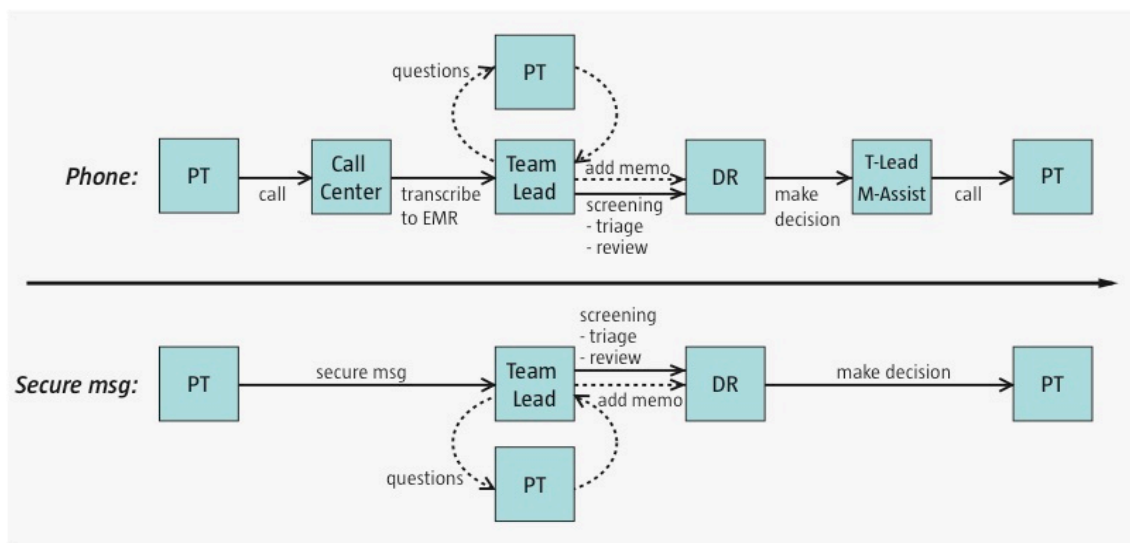 PT
questions
Phone:
PT
call
Call
Center
transcribe
to EMR
Team
Lead
add memo
screening
- triage
- review
DR
make
decision
T-Lead
M-Assist
call
PT
Secure msg:
PT
secure msg
Team
Lead
screening
- triage
- review
add memo
DR
make decision
PT
questions
PT